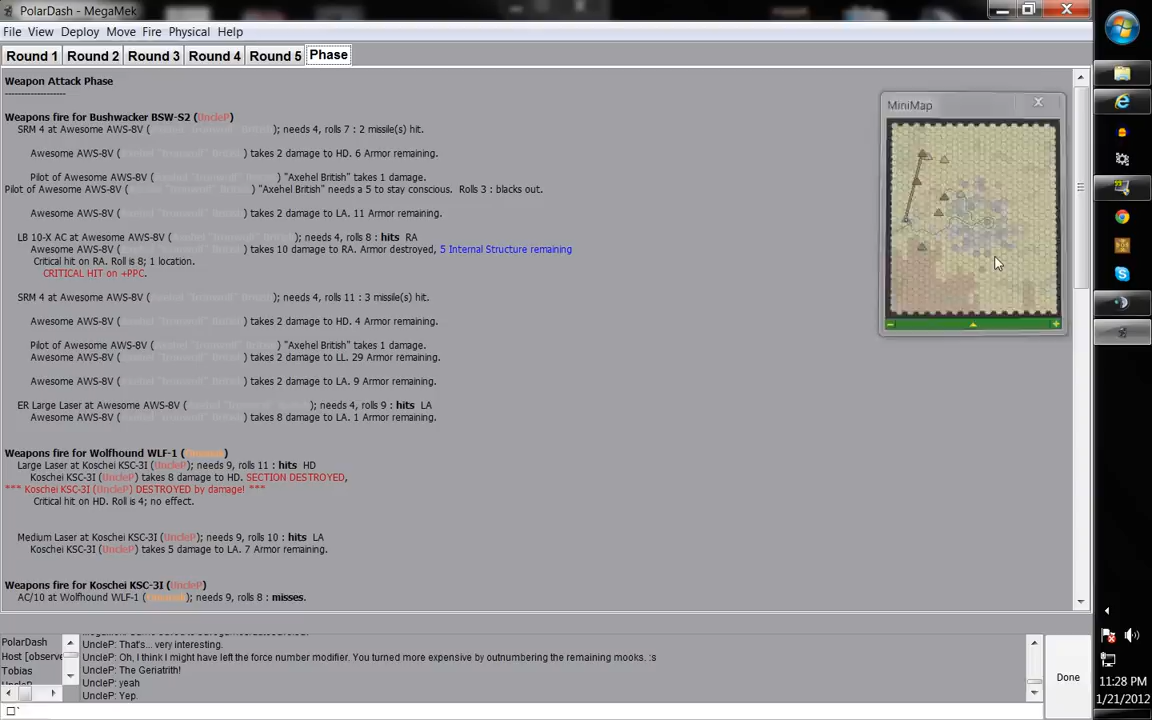 PolarDash - MegaMek
File View Deploy Move Fire Physical Help
Round 1 Round 2 Round 3 Round 4 Round 5 Phase
Weapon Attack Phase
-------------------
Weapons fire for Bushwacker BSW-S2 (UncleP)
SRM 4 at Awesome AWS-8V ( ); needs 4, rolls 7 : 2 missile(s) hit.
Awesome AWS-8V ( ) takes 2 damage to HD. 6 Armor remaining.
Pilot of Awesome AWS-8V ( ) "Axehel British" takes 1 damage.
Pilot of Awesome AWS-8V ( ) "Axehel British" needs a 5 to stay conscious. Rolls 3 : blacks out.
Awesome AWS-8V ( ) takes 2 damage to LA. 11 Armor remaining.
LB 10-X AC at Awesome AWS-8V ( ); needs 4, rolls 8 : hits RA
Awesome AWS-8V ( ) takes 10 damage to RA. Armor destroyed, 5 Internal Structure remaining
Critical hit on RA. Roll is 8; 1 location.
CRITICAL HIT on +PPC.
SRM 4 at Awesome AWS-8V ( ); needs 4, rolls 11 : 3 missile(s) hit.
Awesome AWS-8V ( ) takes 2 damage to HD. 4 Armor remaining.
Pilot of Awesome AWS-8V ( ) "Axehel British" takes 1 damage.
Awesome AWS-8V ( ) takes 2 damage to LL. 29 Armor remaining.
Awesome AWS-8V ( ) takes 2 damage to LA. 9 Armor remaining.
ER Large Laser at Awesome AWS-8V ( ); needs 4, rolls 9 : hits LA
Awesome AWS-8V ( ) takes 8 damage to LA. 1 Armor remaining.
Weapons fire for Wolfhound WLF-1 ( )
Large Laser at Koschei KSC-3I (UncleP); needs 9, rolls 11 : hits HD
Koschei KSC-3I (UncleP) takes 8 damage to HD. SECTION DESTROYED,
*** Koschei KSC-3I (UncleP) DESTROYED by damage! ***
Critical hit on HD. Roll is 4; no effect.
Medium Laser at Koschei KSC-3I (UncleP); needs 9, rolls 10 : hits LA
Koschei KSC-3I (UncleP) takes 5 damage to LA. 7 Armor remaining.
Weapons fire for Koschei KSC-3I (UncleP)
AC/10 at Wolfhound WLF-1 ( ); needs 9, rolls 8 : misses.
MiniMap
PolarDash
Host [observe
Tobias
UncleP: That's... very interesting.
UncleP: Oh, I think I might have left the force number modifier. You turned more expensive by outnumbering the remaining mooks. :s
UncleP: The Geriatrith!
UncleP: yeah
UncleP: Yep.
Done
11:28 PM
1/21/2012